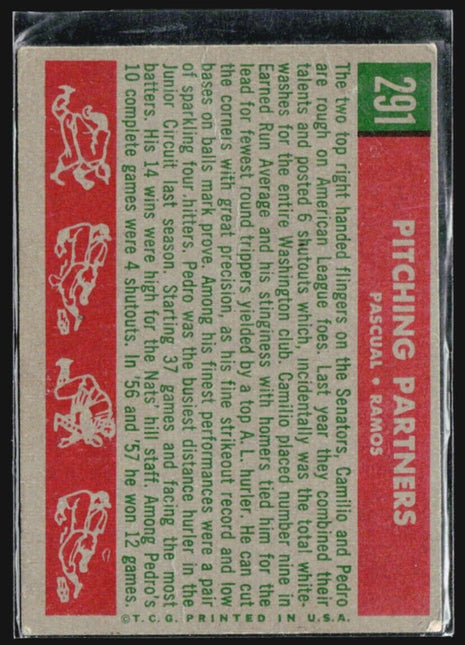 291
PITCHING PARTNERS
PASCUAL • RAMOS
The two top right handed flingers on the Senators, Camilio and Pedro
are rough on American League foes. Last year they combined their
talents and posted 6 shutouts which, incidentally was the total white-
washes for the entire Washington club. Camilio placed number nine in
Earned Run Average and his stinginess with homers tied him for the
lead for fewest round trippers yielded by a top A.L. hurler. He can cut
the corners with great precision, as his fine strikeout record and low
bases on balls mark prove. Among his finest performances were a pair
of sparkling four hitters. Pedro was the busiest distance hurler in the
Junior Circuit last season. Starting 37 games and facing the most
batters. His 14 wins were high for the Nats' hill staff. Among Pedro's
10 complete games were 4 shutouts. In '56 and '57 he won 12 games.
©T.C.G. PRINTED IN U.S.A.